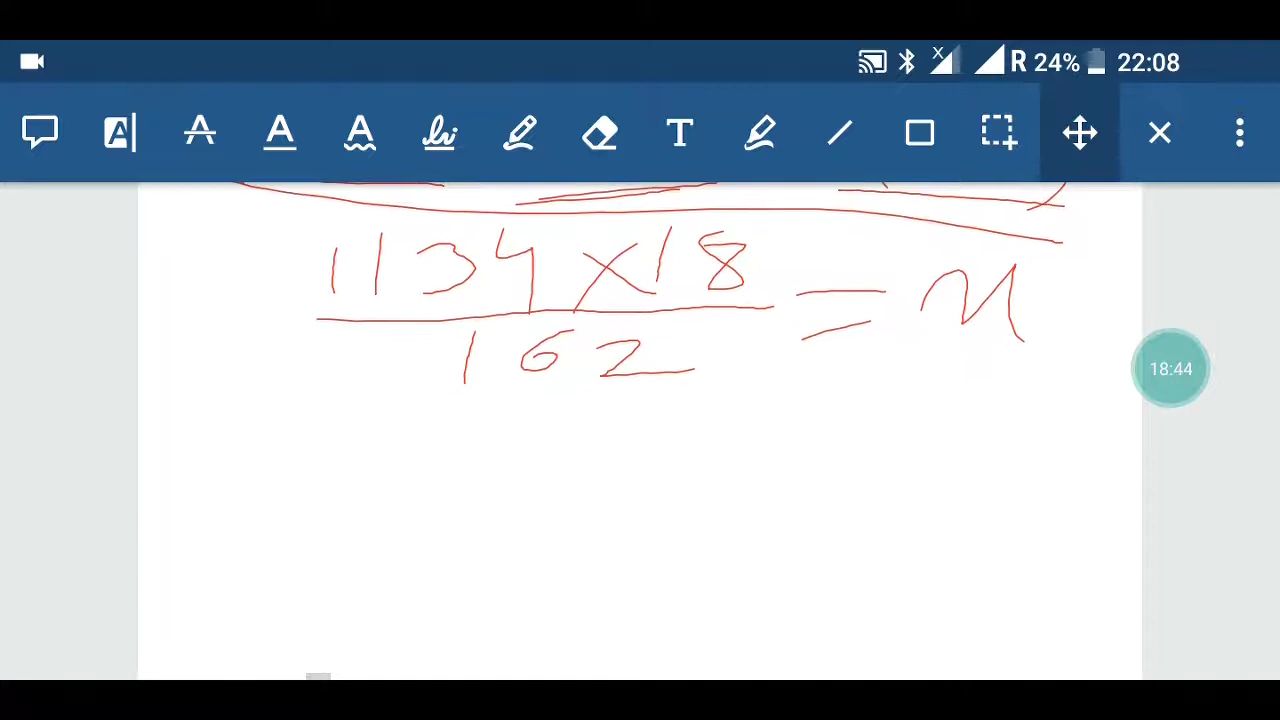 R 24% 22:08
1134 x 18
162
= x
18:44